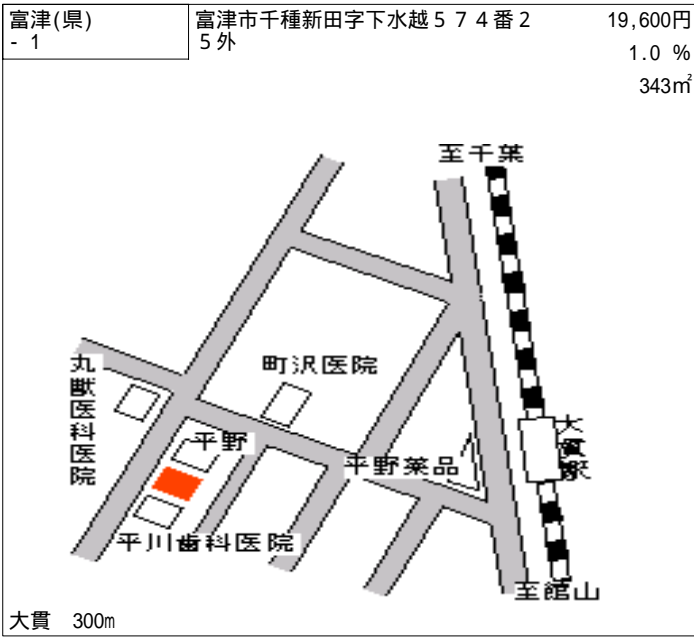 富津(県)
- 1
富津市千種新田字下水越５７４番２
５外
19,600円
1.0 %
343㎡
至千葉
町沢医院
丸獣医科医院
平野
平野薬品
大貫駅
平川歯科医院
至館山
大貫 300m